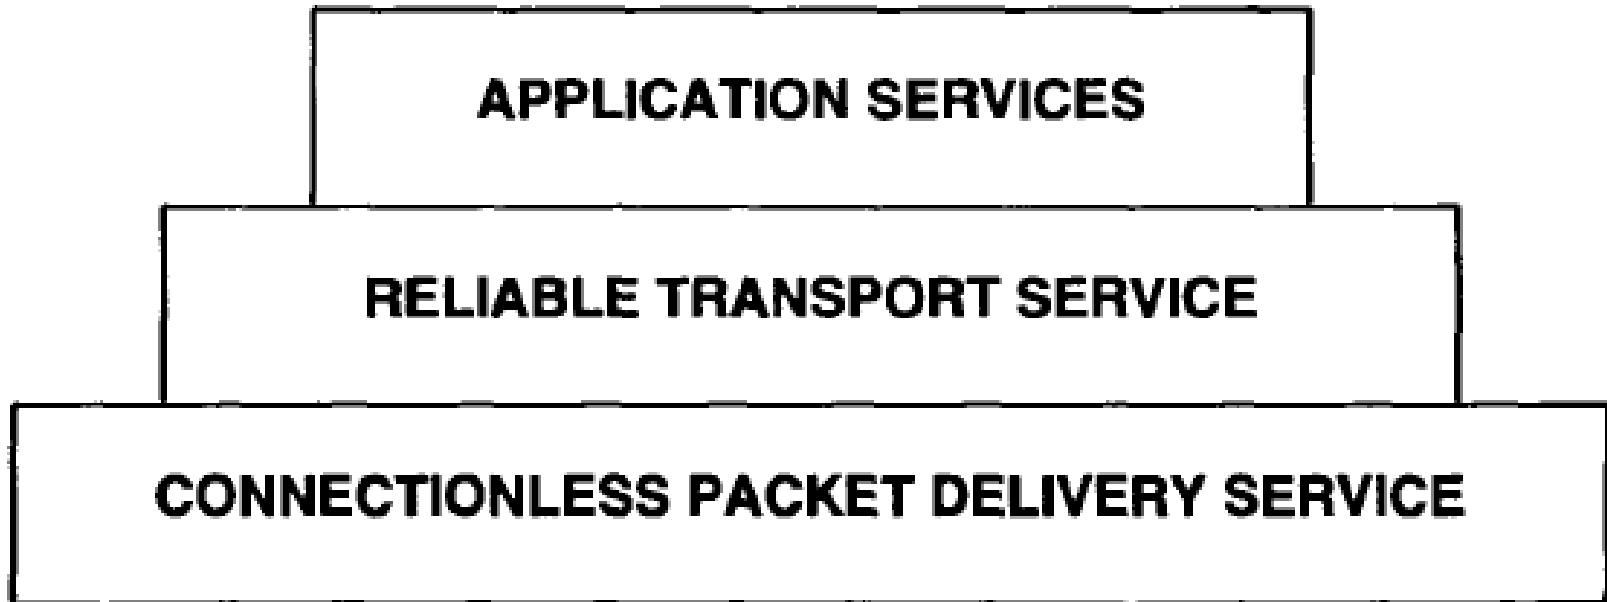 APPLICATION SERVICES
RELIABLE TRANSPORT SERVICE
CONNECTIONLESS PACKET DELIVERY SERVICE